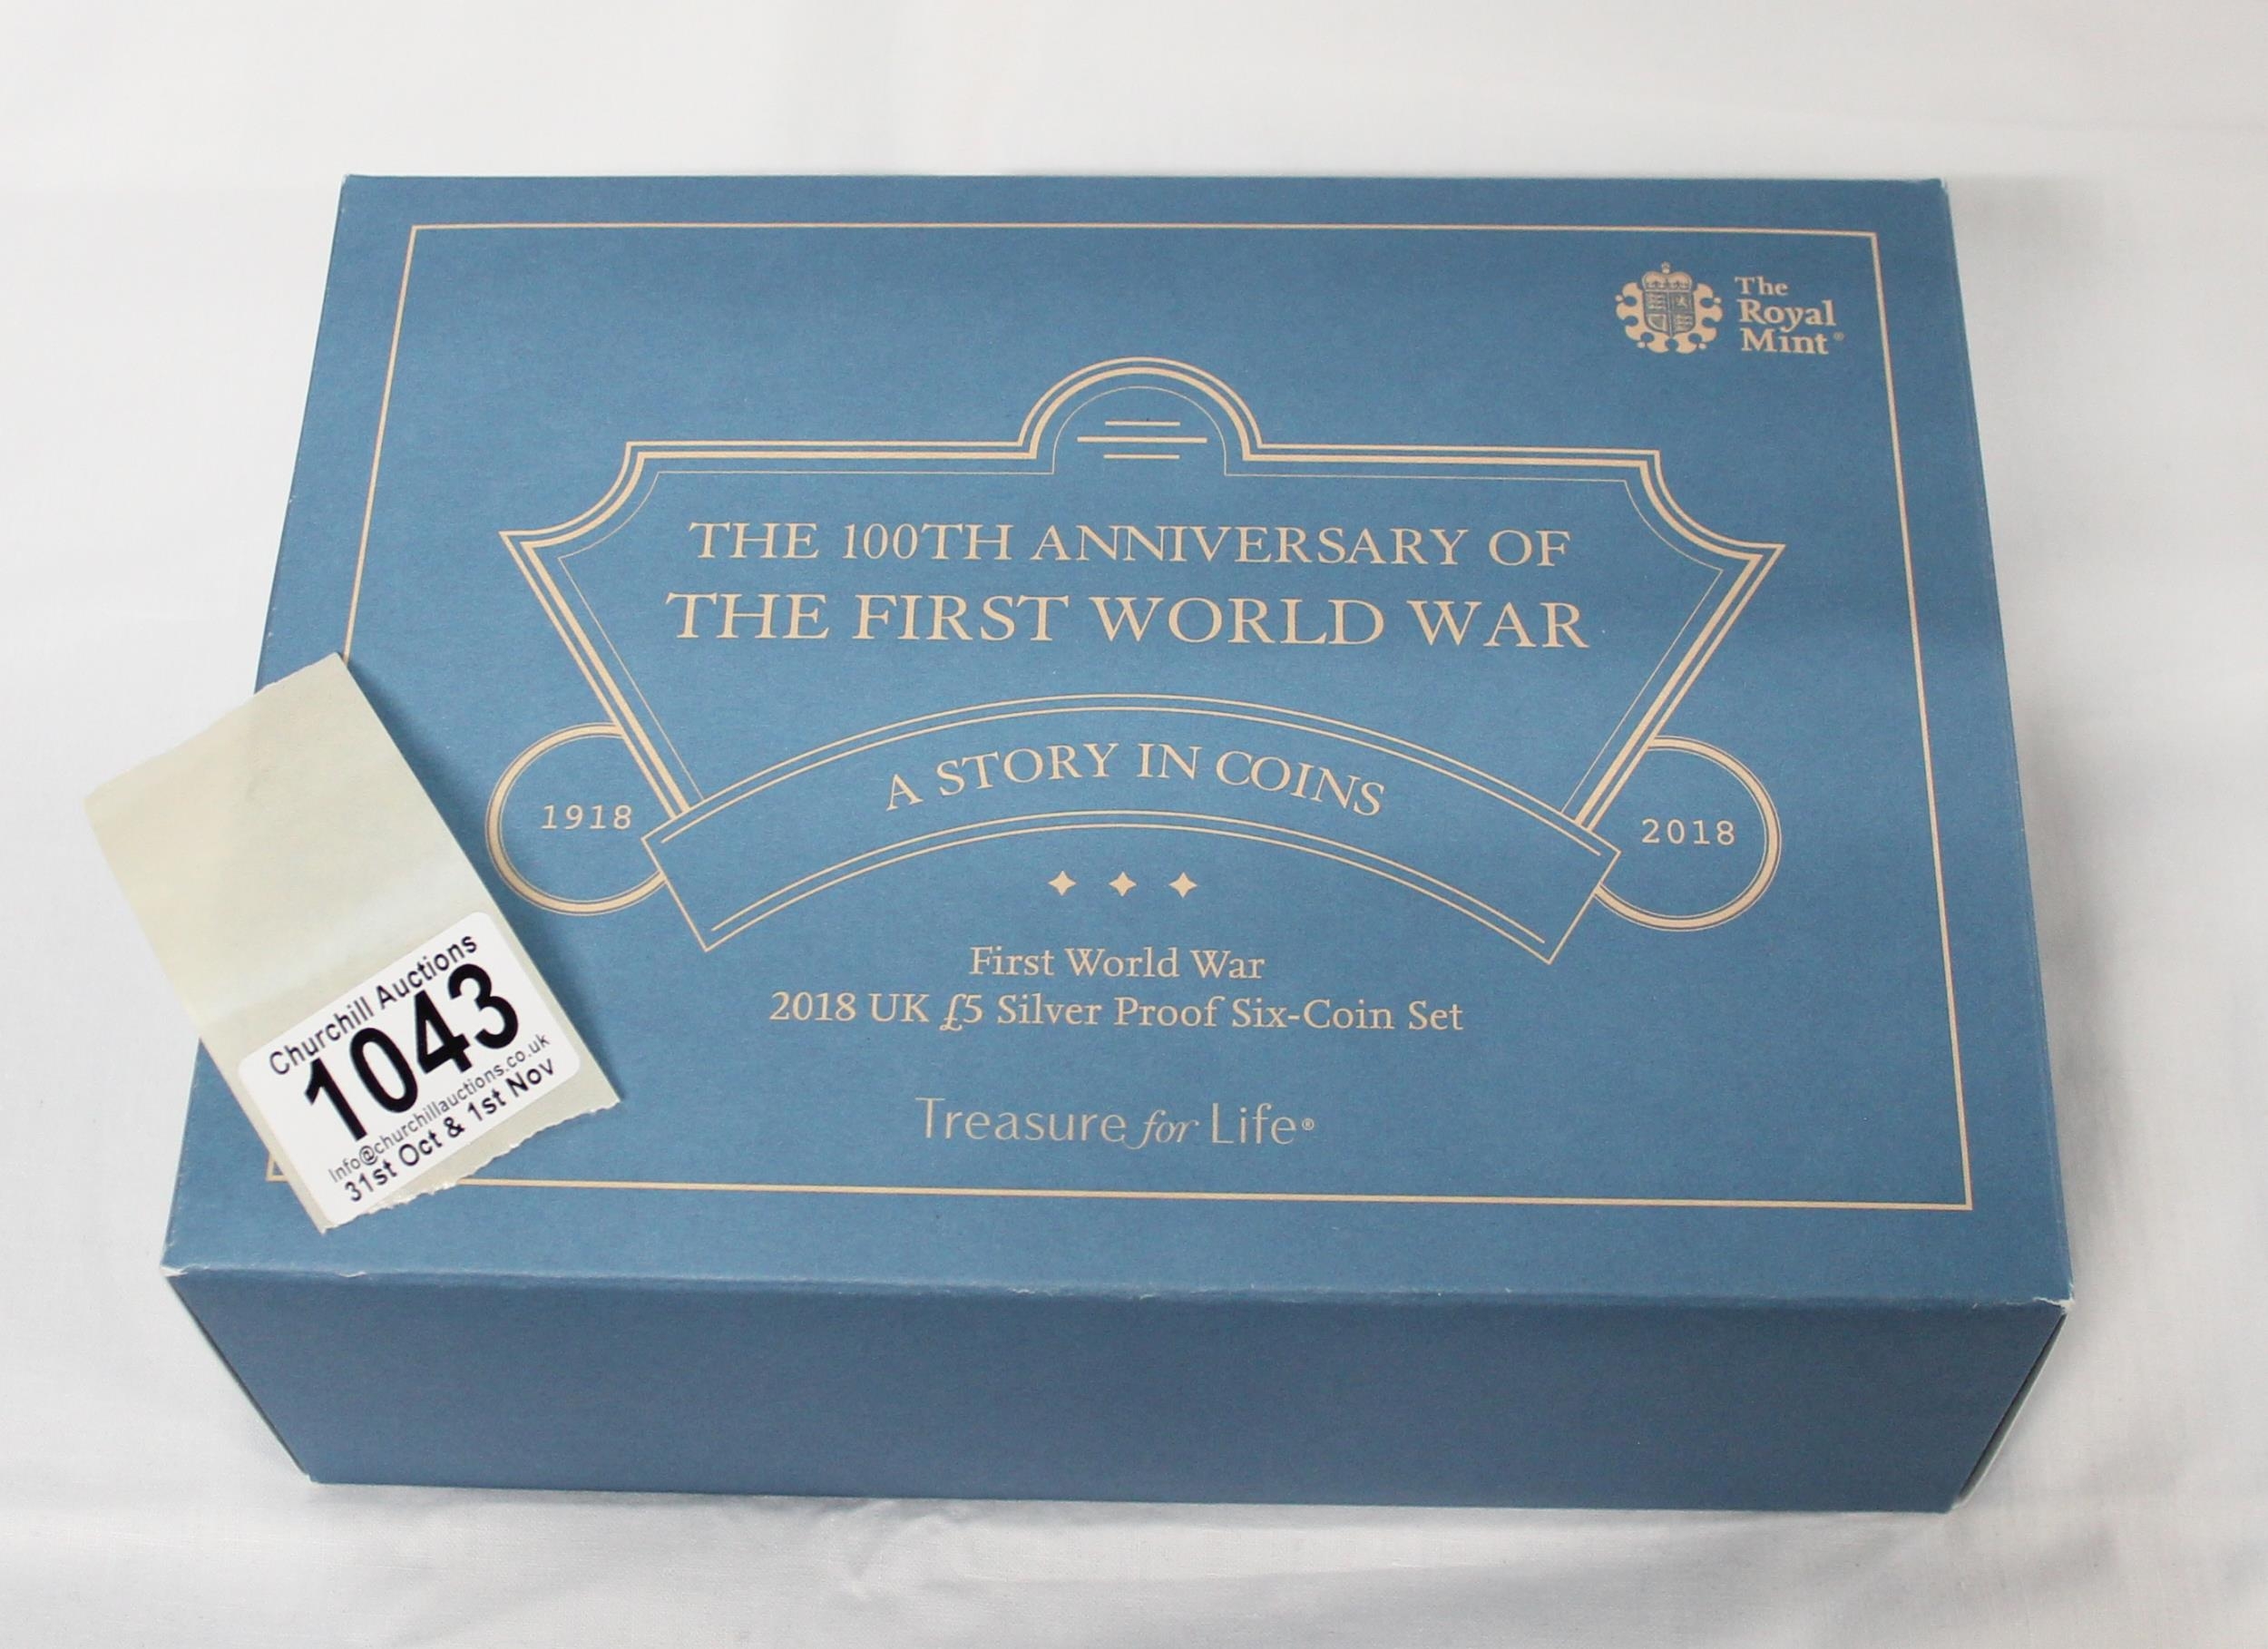 The
Royal
Mint®
THE 100TH ANNIVERSARY OF
THE FIRST WORLD WAR
A STORY IN COINS
1918
2018
First World War
2018 UK £5 Silver Proof Six-Coin Set
Treasure for Life®
Churchill Auctions
1043
Info@churchillauctions.co.uk
31st Oct & 1st Nov